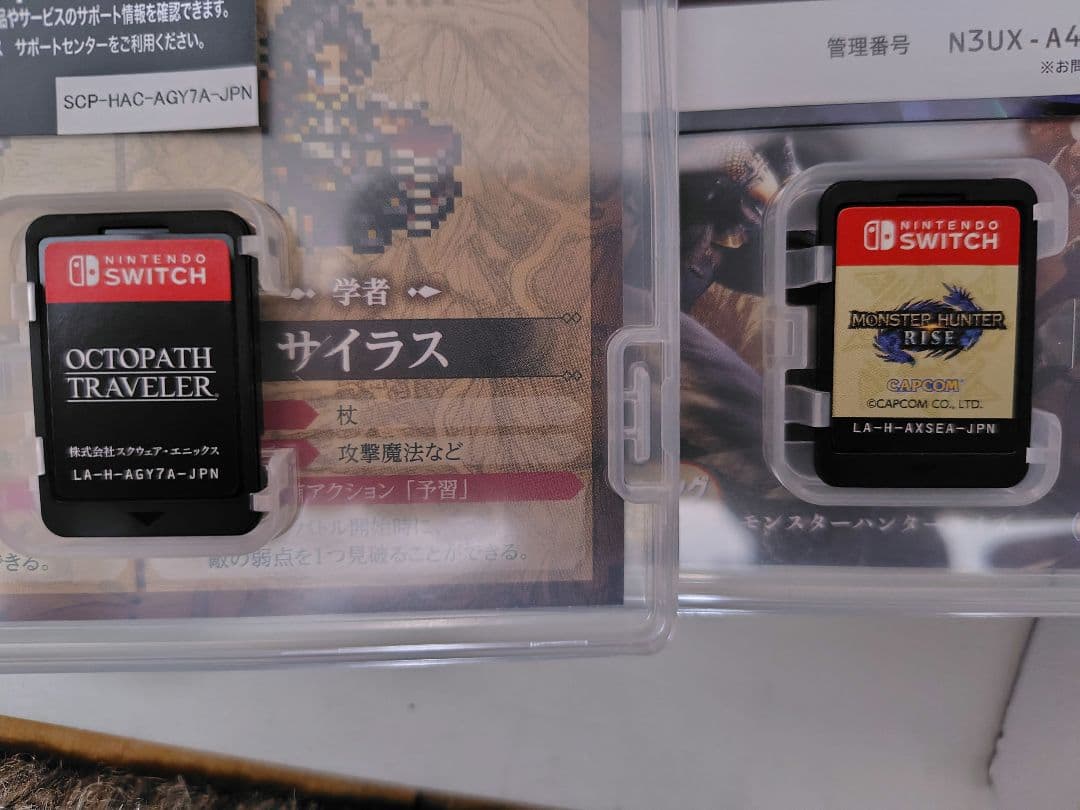 品やサービスのサポート情報を確認できます。
サポートセンターをご利用ください。
SCP-HAC-AGY7A-JPN
NINTENDO
SWITCH
OCTOPATH
TRAVELER
株式会社スクウェア・エニックス
LA-H-AGY7A-JPN
学者
サイラス
杖
攻撃魔法など
アクション「予習」
バトル開始時に、
敵の弱点を1つ見破ることができる。
きる。
管理番号 N3UX-A4
※お問
NINTENDO
SWITCH
MONSTER HUNTER
RISE
CAPCOM
©CAPCOM CO., LTD.
LA-H-AXSEA-JPN
モンスターハンター